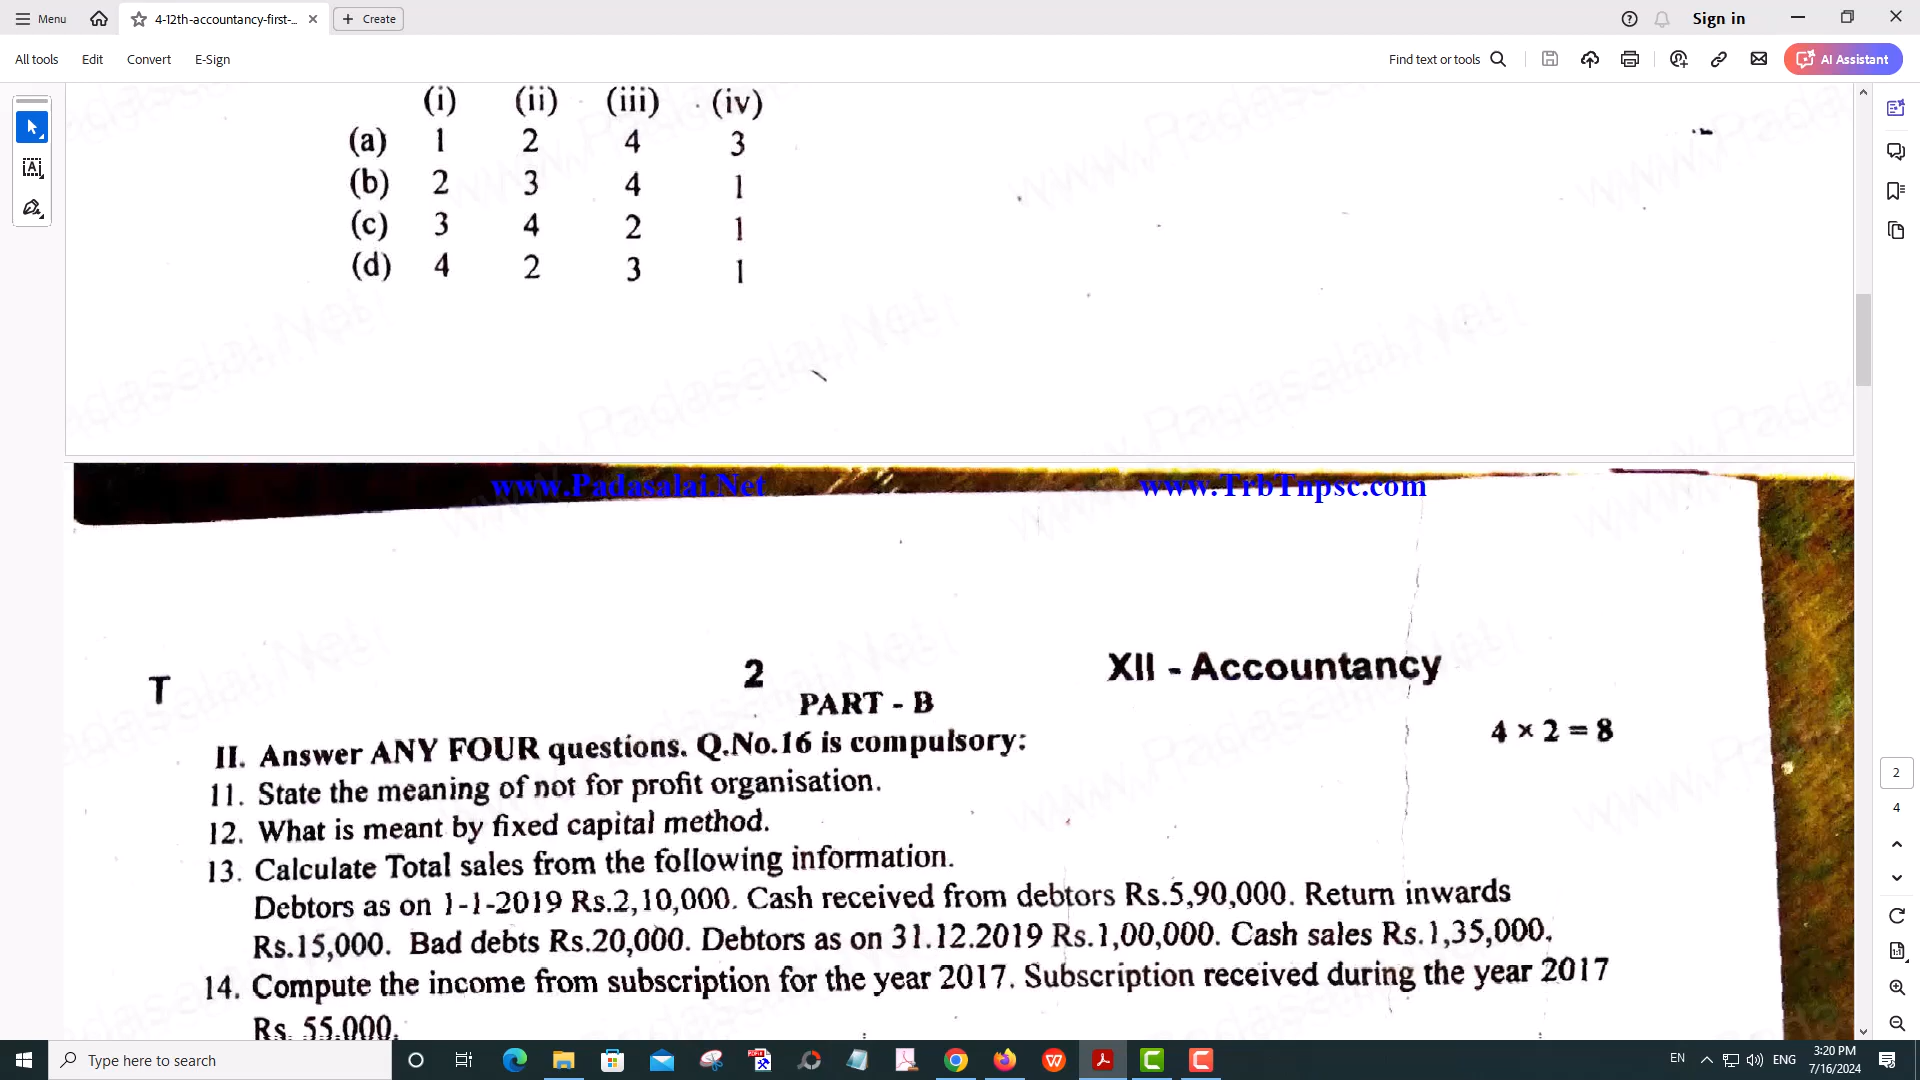 Menu
4-12th-accountancy-first-...
Create
Sign in
All tools
Edit
Convert
E-Sign
Find text or tools
AI Assistant
(i) (ii) (iii) (iv)
(a) 1 2 4 3
(b) 2 3 4 1
(c) 3 4 2 1
(d) 4 2 3 1
www.Padasalai.Net www.TrbTnpsc.com
T 2 XII - Accountancy
PART - B
II. Answer ANY FOUR questions. Q.No.16 is compulsory: 4 × 2 = 8
11. State the meaning of not for profit organisation.
12. What is meant by fixed capital method.
13. Calculate Total sales from the following information.
Debtors as on 1-1-2019 Rs.2,10,000. Cash received from debtors Rs.5,90,000. Return inwards
Rs.15,000. Bad debts Rs.20,000. Debtors as on 31.12.2019 Rs.1,00,000. Cash sales Rs.1,35,000.
14. Compute the income from subscription for the year 2017. Subscription received during the year 2017
Rs. 55,000.
2
4
Type here to search
EN
ENG
3:20 PM
7/16/2024